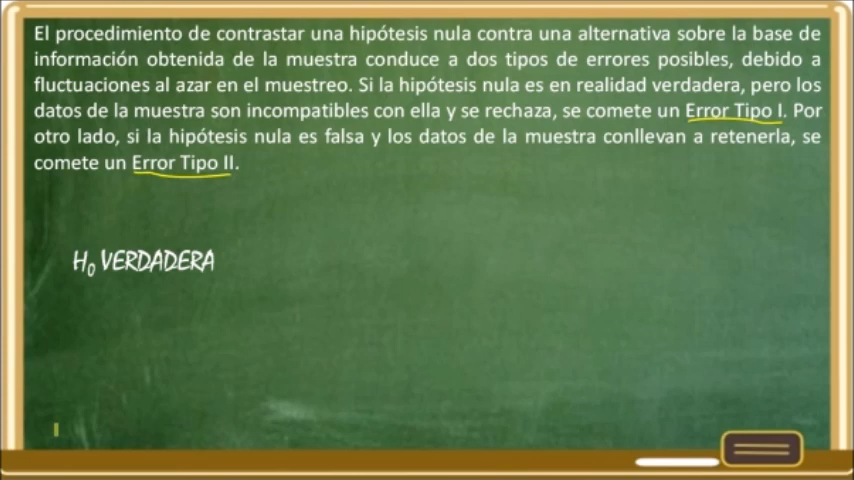 El procedimiento de contrastar una hipótesis nula contra una alternativa sobre la base de
información obtenida de la muestra conduce a dos tipos de errores posibles, debido a
fluctuaciones al azar en el muestreo. Si la hipótesis nula es en realidad verdadera, pero los
datos de la muestra son incompatibles con ella y se rechaza, se comete un Error Tipo I. Por
otro lado, si la hipótesis nula es falsa y los datos de la muestra conllevan a retenerla, se
comete un Error Tipo II.
H₀ VERDADERA